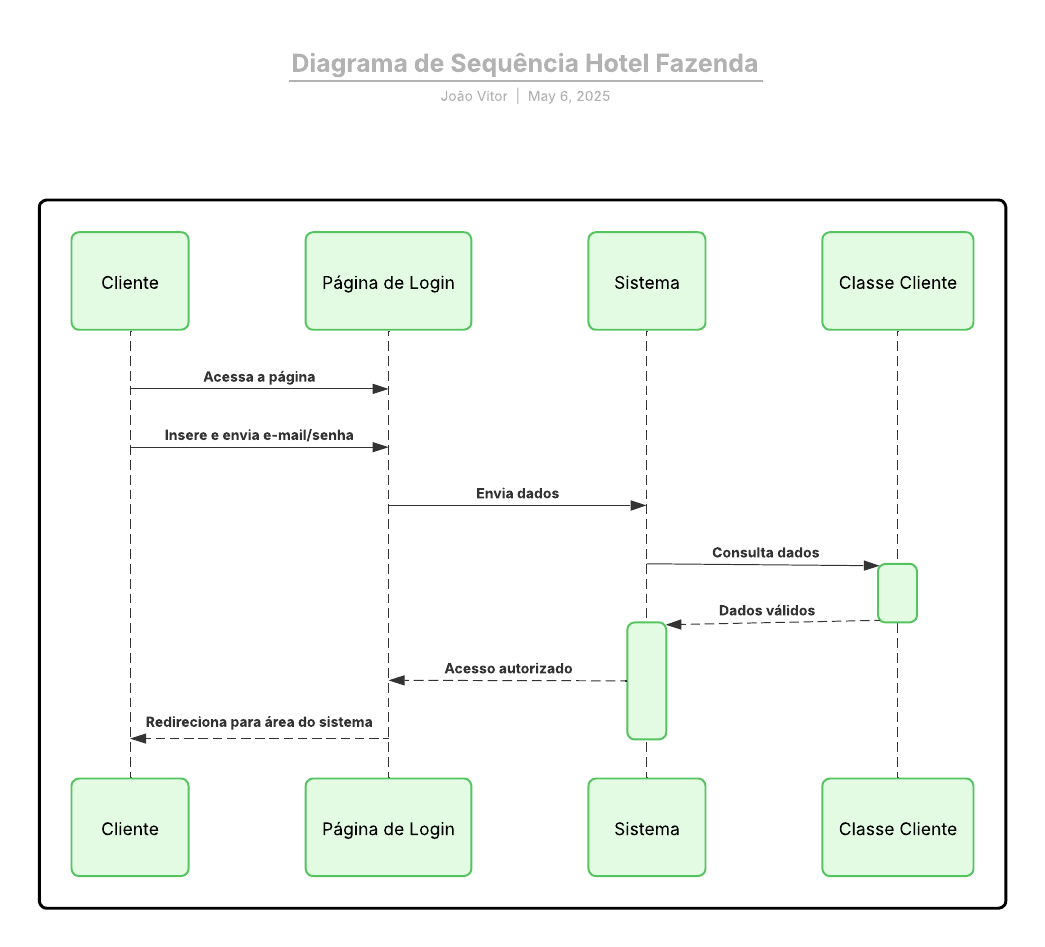 Diagrama de Sequência Hotel Fazenda
João Vitor | May 6, 2025
Cliente
Página de Login
Sistema
Classe Cliente
Acessa a página
Insere e envia e-mail/senha
Envia dados
Consulta dados
Dados válidos
Acesso autorizado
Redireciona para área do sistema
Cliente
Página de Login
Sistema
Classe Cliente